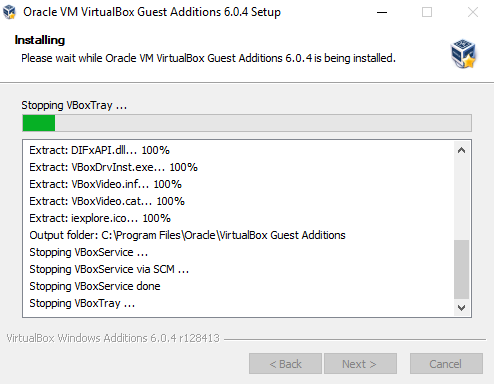 Oracle VM VirtualBox Guest Additions 6.0.4 Setup
Installing
Please wait while Oracle VM VirtualBox Guest Additions 6.0.4 is being installed.
Stopping VBoxTray ...
Extract: DIFxAPI.dll... 100%
Extract: VBoxDrvInst.exe... 100%
Extract: VBoxVideo.inf... 100%
Extract: VBoxVideo.cat... 100%
Extract: iexplore.ico... 100%
Output folder: C:\Program Files\Oracle\VirtualBox Guest Additions
Stopping VBoxService ...
Stopping VBoxService via SCM ...
Stopping VBoxService done
Stopping VBoxTray ...
VirtualBox Windows Additions 6.0.4 r128413
< Back Next > Cancel